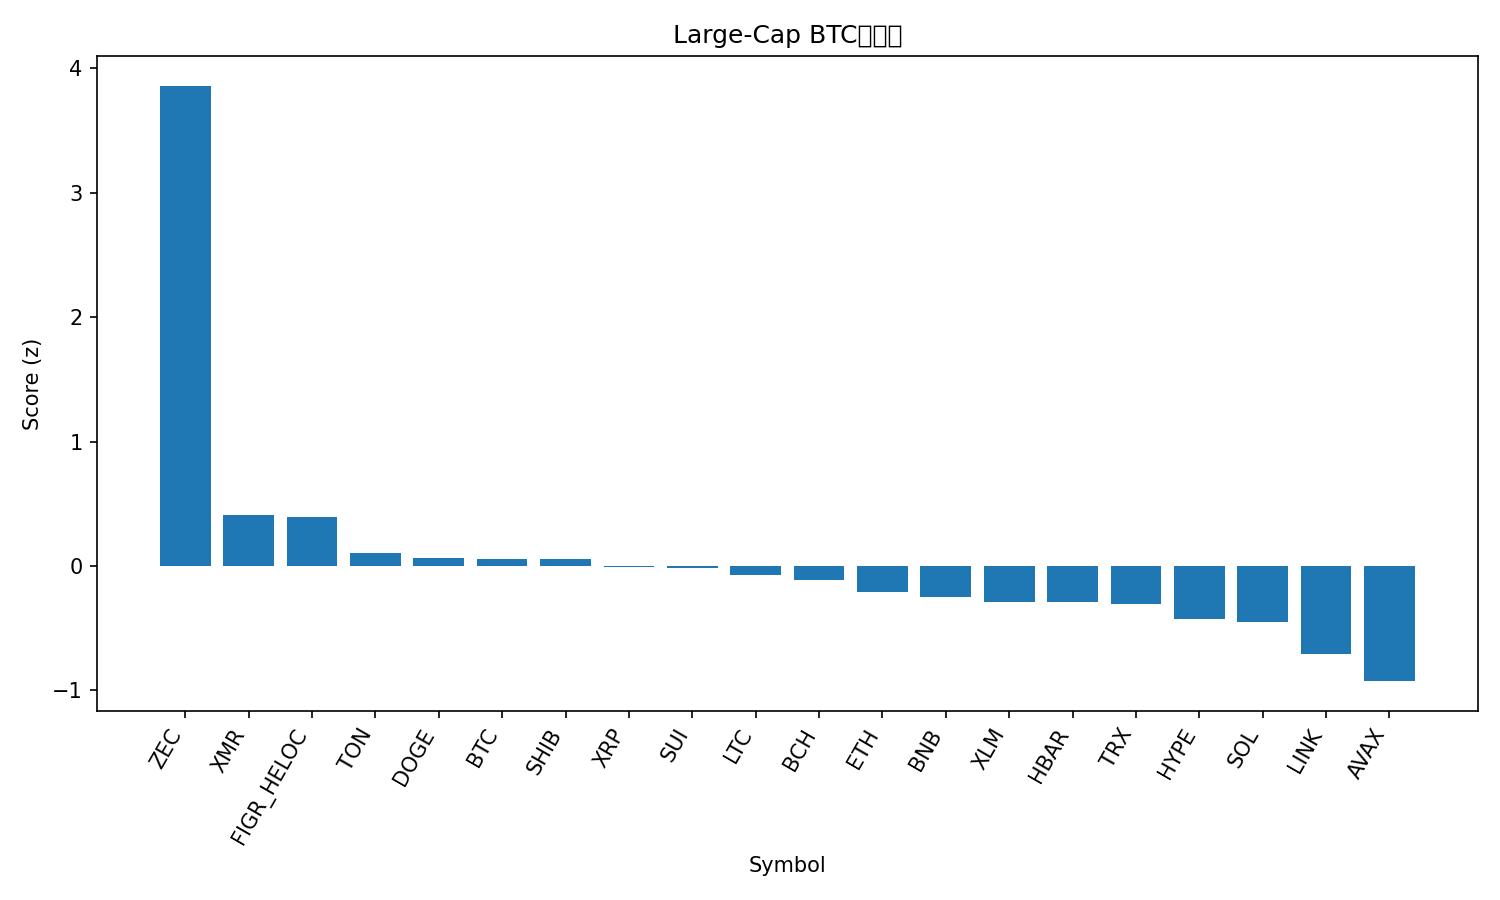 Large-Cap BTC
4
3
2
1
0
−1
Score (z)
ZEC
XMR
FIGR_HELOC
TON
DOGE
BTC
SHIB
XRP
SUI
LTC
BCH
ETH
BNB
XLM
HBAR
TRX
HYPE
SOL
LINK
AVAX
Symbol